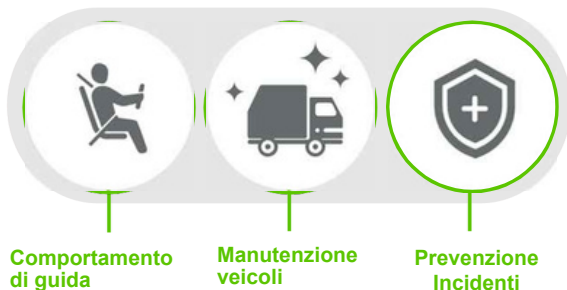 Comportamento
di guida
Manutenzione
veicoli
Prevenzione
Incidenti